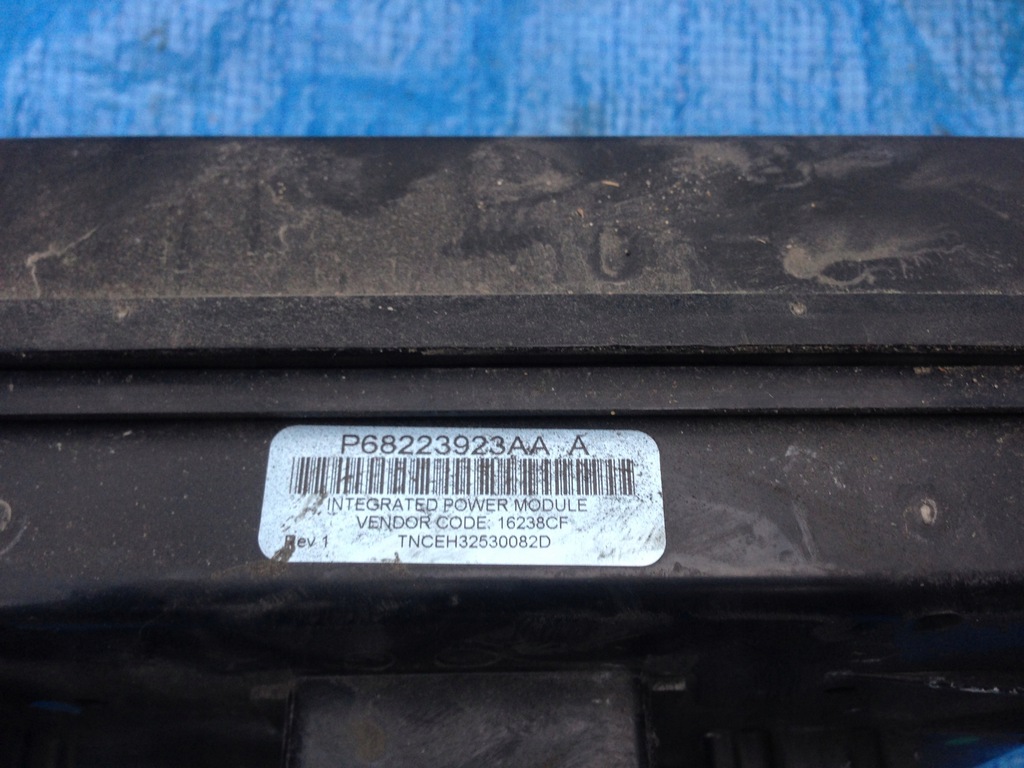 P68223923AA A
INTEGRATED POWER MODULE
VENDOR CODE: 16238CF
Rev 1 TNCEH32530082D